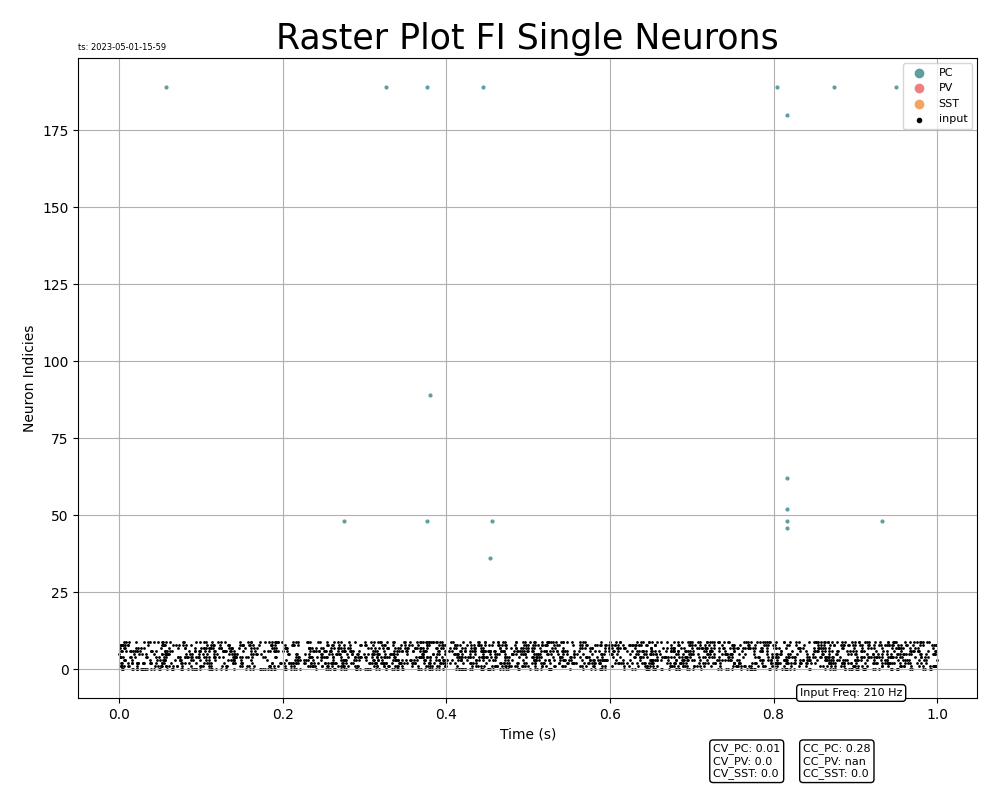 Raster Plot FI Single Neurons
ts: 2023-05-01-15-59
PC
PV
SST
input
175
150
125
100
75
50
25
0
Neuron Indicies
0.0 0.2 0.4 0.6 0.8 1.0
Time (s)
Input Freq: 210 Hz
CV_PC: 0.01
CV_PV: 0.0
CV_SST: 0.0
CC_PC: 0.28
CC_PV: nan
CC_SST: 0.0